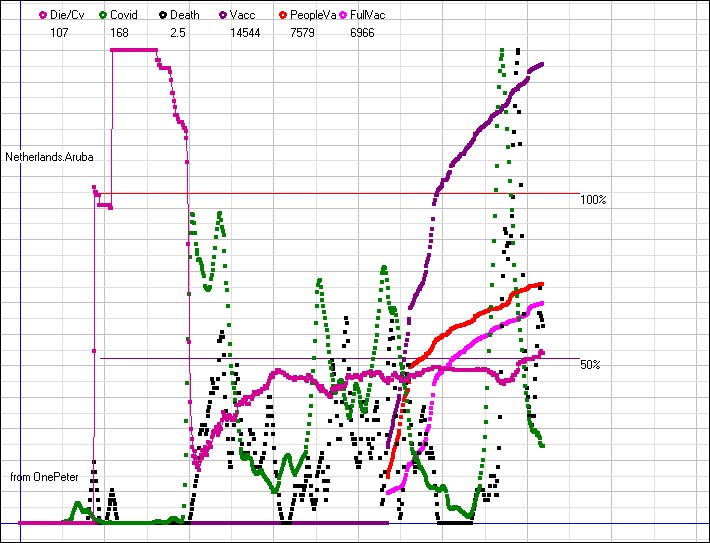 Die/Cv Covid Death Vacc PeopleVa FullVac
107 168 2.5 14544 7579 6966
Netherlands.Aruba
100%
50%
from OnePeter